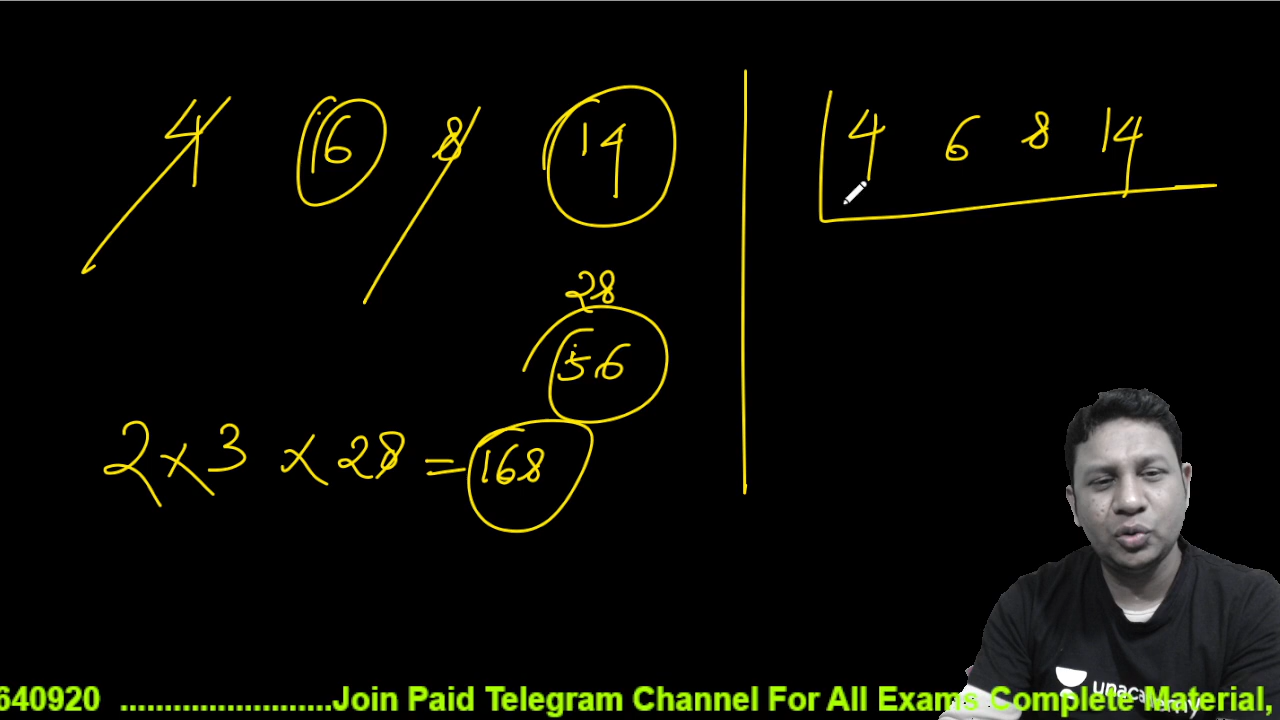 4 16 8 14
4 6 8 14
28
56
2 × 3 × 28 = 168
unacademy
640920 ........................Join Paid Telegram Channel For All Exams Complete Material,